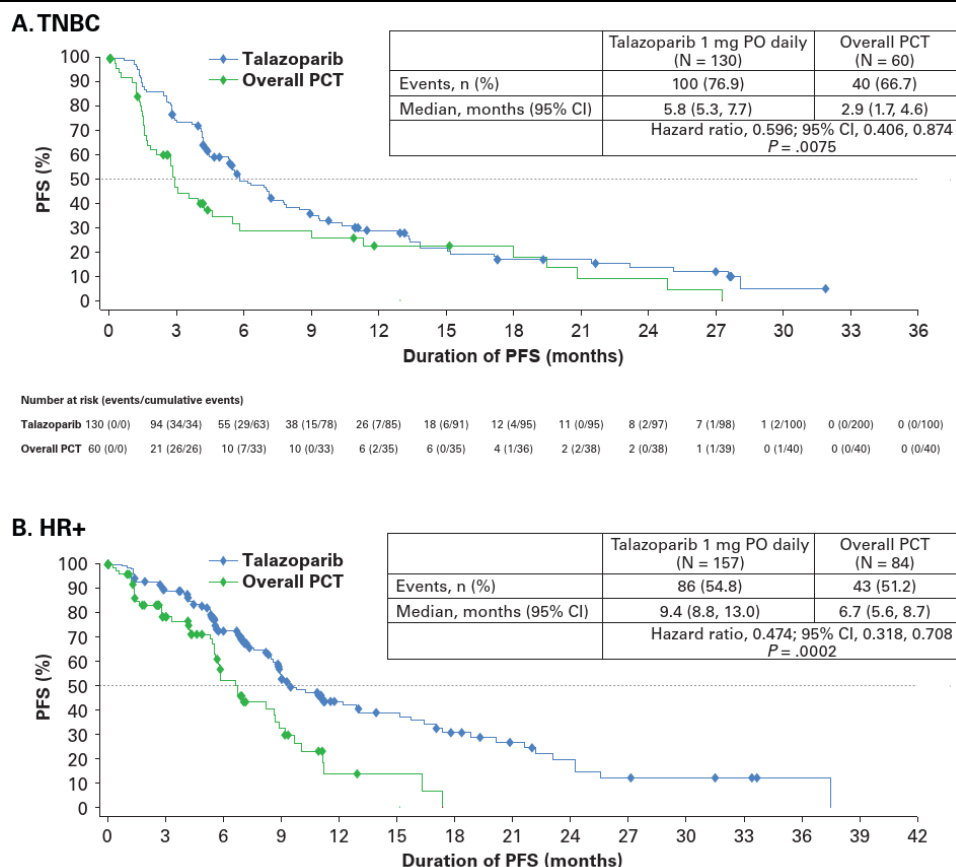 A. TNBC
Talazoparib
Overall PCT
Talazoparib 1 mg PO daily
(N = 130)
Overall PCT
(N = 60)
Events, n (%) 100 (76.9) 40 (66.7)
Median, months (95% CI) 5.8 (5.3, 7.7) 2.9 (1.7, 4.6)
Hazard ratio, 0.596; 95% CI, 0.406, 0.874
P = .0075
PFS (%)
100
90
80
70
60
50
40
30
20
10
0
0 3 6 9 12 15 18 21 24 27 30 33 36
Duration of PFS (months)
Number at risk (events/cumulative events)
Talazoparib 130 (0/0) 94 (34/34) 55 (29/63) 38 (15/78) 26 (7/85) 18 (6/91) 12 (4/95) 11 (0/95) 8 (2/97) 7 (1/98) 1 (2/100) 0 (0/200) 0 (0/100)
Overall PCT 60 (0/0) 21 (26/26) 10 (7/33) 10 (0/33) 6 (2/35) 6 (0/35) 4 (1/36) 2 (2/38) 2 (0/38) 1 (1/39) 0 (1/40) 0 (0/40) 0 (0/40)
B. HR+
Talazoparib
Overall PCT
Talazoparib 1 mg PO daily
(N = 157)
Overall PCT
(N = 84)
Events, n (%) 86 (54.8) 43 (51.2)
Median, months (95% CI) 9.4 (8.8, 13.0) 6.7 (5.6, 8.7)
Hazard ratio, 0.474; 95% CI, 0.318, 0.708
P = .0002
PFS (%)
100
90
80
70
60
50
40
30
20
10
0
0 3 6 9 12 15 18 21 24 27 30 33 36 39 42
Duration of PFS (months)